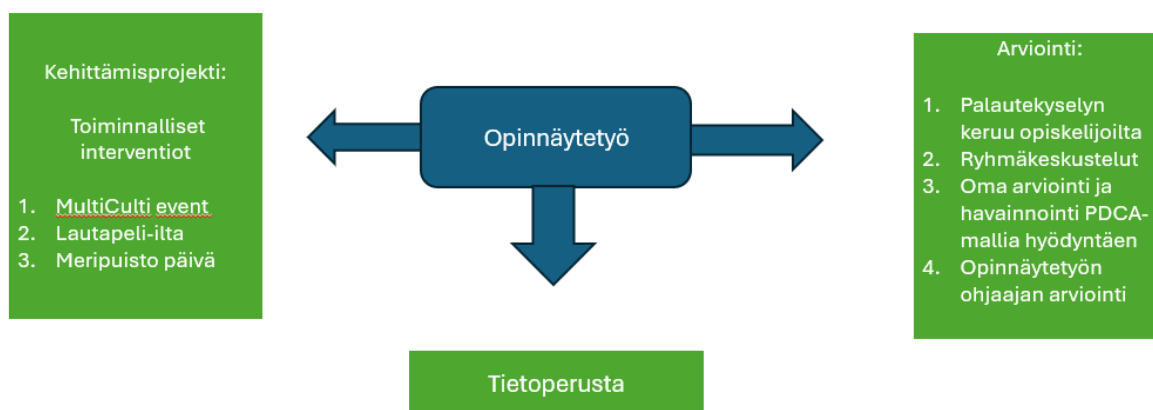 Kehittämisprojekti:
Toiminnalliset
interventiot
1. MultiCulti event
2. Lautapeli-ilta
3. Meripuisto päivä
Opinnäytetyö
Arviointi:
1. Palautekyselyn
keruu opiskelijoilta
2. Ryhmäkeskustelut
3. Oma arviointi ja
havainnointi PDCA-
mallia hyödyntäen
4. Opinnäytetyön
ohjaajan arviointi
Tietoperusta